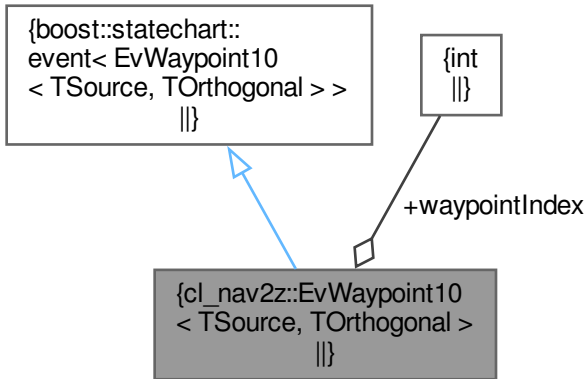 {boost::statechart::
event< EvWaypoint10
< TSource, TOrthogonal > >
||}
{int
||}
+waypointIndex
{cl_nav2z::EvWaypoint10
< TSource, TOrthogonal >
||}